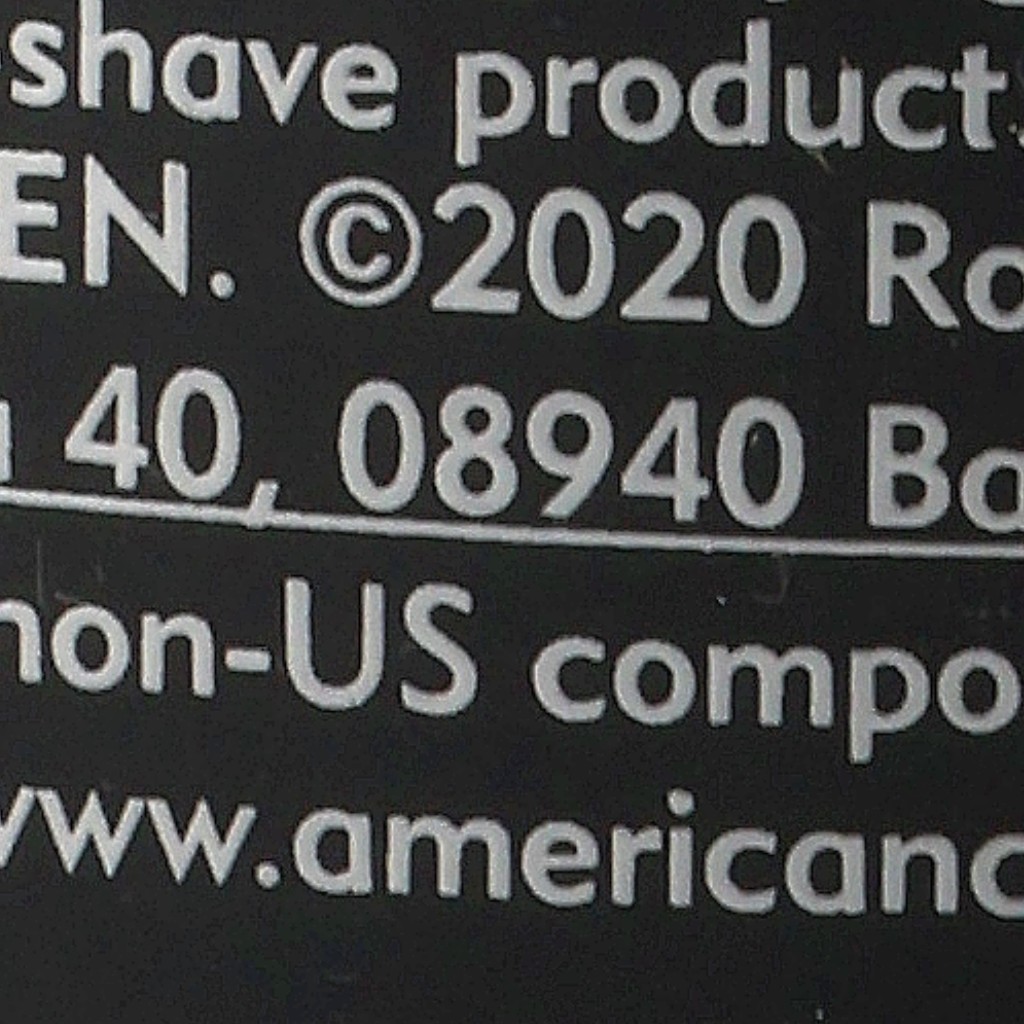 shave product
EN. ©2020 Ro
40, 08940 Ba
non-US compo
www.americanc